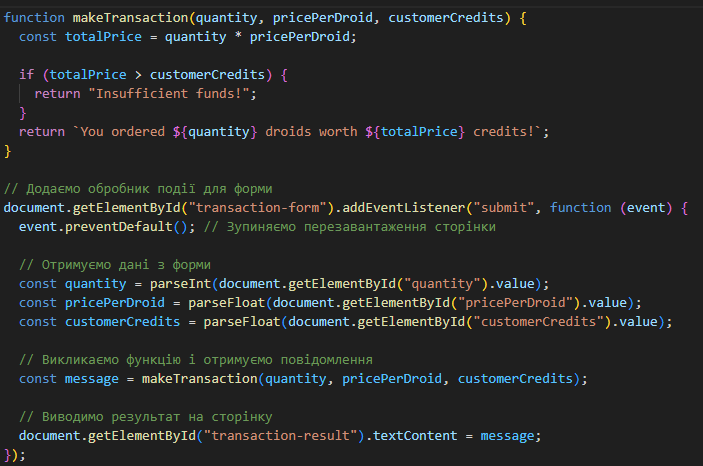 function makeTransaction(quantity, pricePerDroid, customerCredits) {
  const totalPrice = quantity * pricePerDroid;

  if (totalPrice > customerCredits) {
    return "Insufficient funds!";
  }
  return `You ordered ${quantity} droids worth ${totalPrice} credits!`;
}

// Додаємо обробник події для форми
document.getElementById("transaction-form").addEventListener("submit", function (event) {
  event.preventDefault(); // Зупиняємо перезавантаження сторінки

  // Отримуємо дані з форми
  const quantity = parseInt(document.getElementById("quantity").value);
  const pricePerDroid = parseFloat(document.getElementById("pricePerDroid").value);
  const customerCredits = parseFloat(document.getElementById("customerCredits").value);

  // Викликаємо функцію і отримуємо повідомлення
  const message = makeTransaction(quantity, pricePerDroid, customerCredits);

  // Виводимо результат на сторінку
  document.getElementById("transaction-result").textContent = message;
});